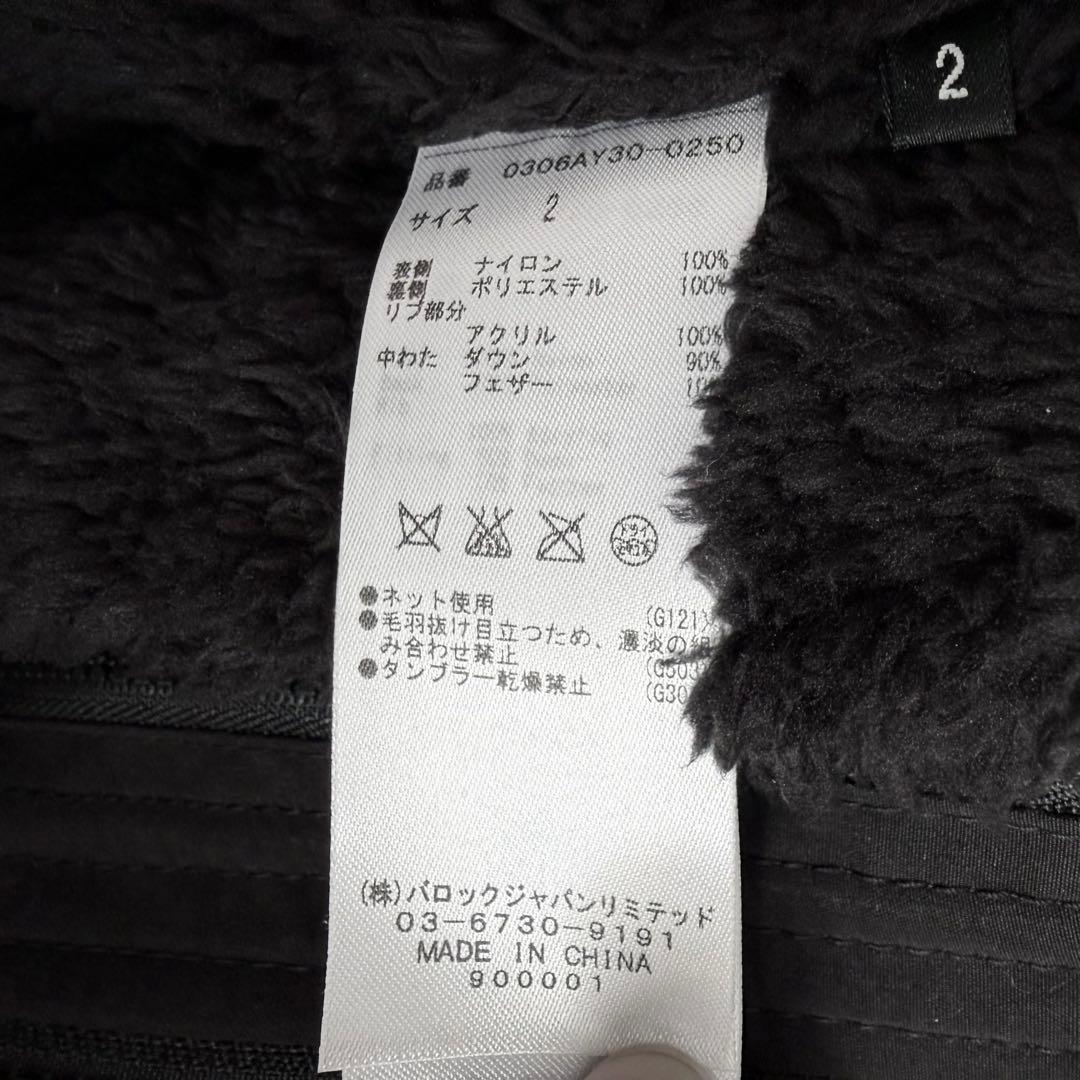 2
品番 0306AY30-0250
サイズ 2
表側 ナイロン 100%
裏側 ポリエステル 100%
リブ部分
アクリル 100%
中わた ダウン 90%
フェザー
ドライ
ネット使用 (G121)
毛羽抜け目立つため、濃淡の組
み合わせ禁止
タンブラー乾燥禁止 (G30
(株)バロックジャパンリミテッド
03-6730-9191
MADE IN CHINA
900001